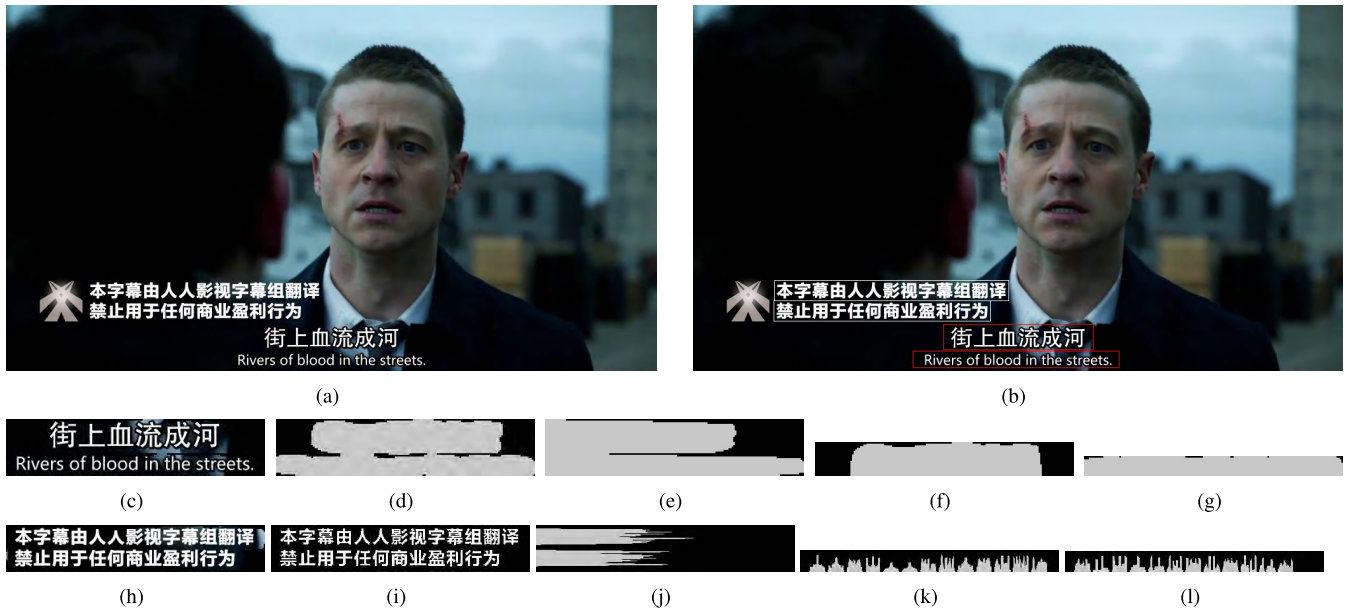 本字幕由人人影视字幕组翻译
禁止用于任何商业盈利行为
街上血流成河
Rivers of blood in the streets.
(a)
本字幕由人人影视字幕组翻译
禁止用于任何商业盈利行为
街上血流成河
Rivers of blood in the streets.
(b)
街上血流成河
Rivers of blood in the streets.
(c)
(d)
(e)
(f)
(g)
本字幕由人人影视字幕组翻译
禁止用于任何商业盈利行为
(h)
本字幕由人人影视字幕组翻译
禁止用于任何商业盈利行为
(i)
(j)
(k)
(l)